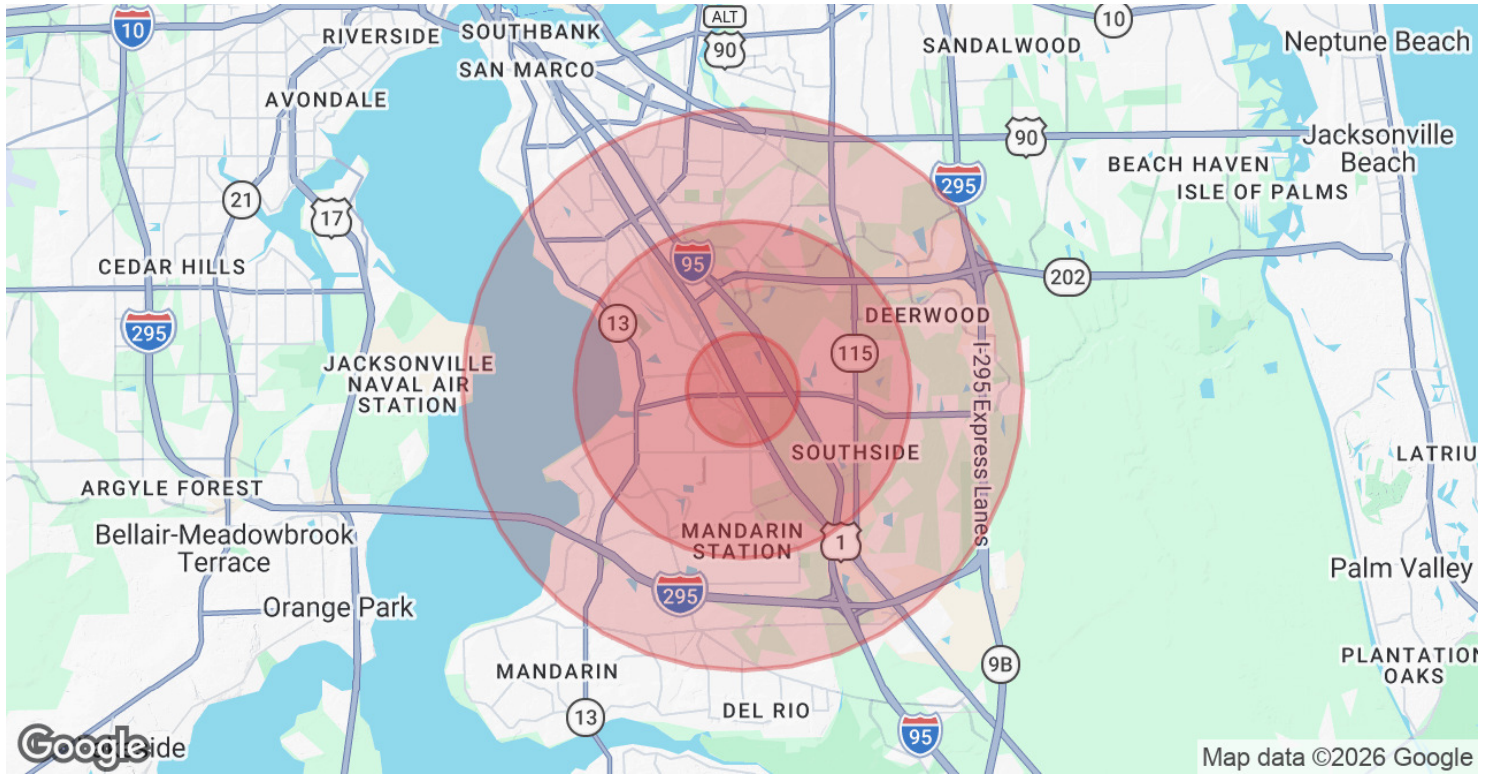 10
RIVERSIDE
SOUTHBANK
ALT
90
10
SANDALWOOD
Neptune Beach
SAN MARCO
AVONDALE
90
Jacksonville
Beach
BEACH HAVEN
ISLE OF PALMS
295
21
17
CEDAR HILLS
95
202
295
13
DEERWOOD
115
JACKSONVILLE
NAVAL AIR
STATION
I-295 Express Lanes
SOUTHSIDE
LATRIU
ARGYLE FOREST
Bellair-Meadowbrook
Terrace
MANDARIN
STATION
1
Palm Valley
295
Orange Park
MANDARIN
9B
PLANTATION
OAKS
13
DEL RIO
95
Google
side
Map data ©2026 Google